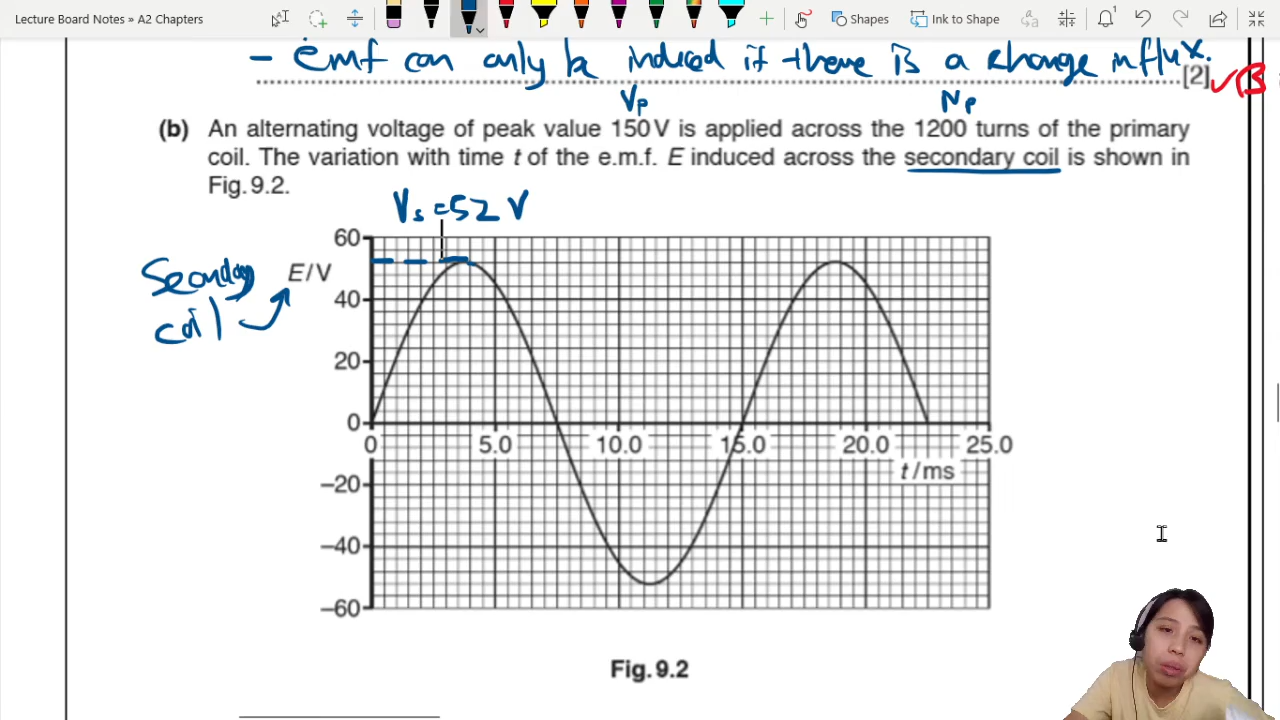 Lecture Board Notes » A2 Chapters
Shapes
Ink to Shape
- emf can only be induced if there is a change in flux.
[2] ✓B
Vp Np
(b) An alternating voltage of peak value 150 V is applied across the 1200 turns of the primary
coil. The variation with time t of the e.m.f. E induced across the secondary coil is shown in
Fig. 9.2.
Vs = 52 V
Secondary
coil
E/V
60
40
20
0
–20
–40
–60
0 5.0 10.0 15.0 20.0 25.0
t/ms
Fig. 9.2